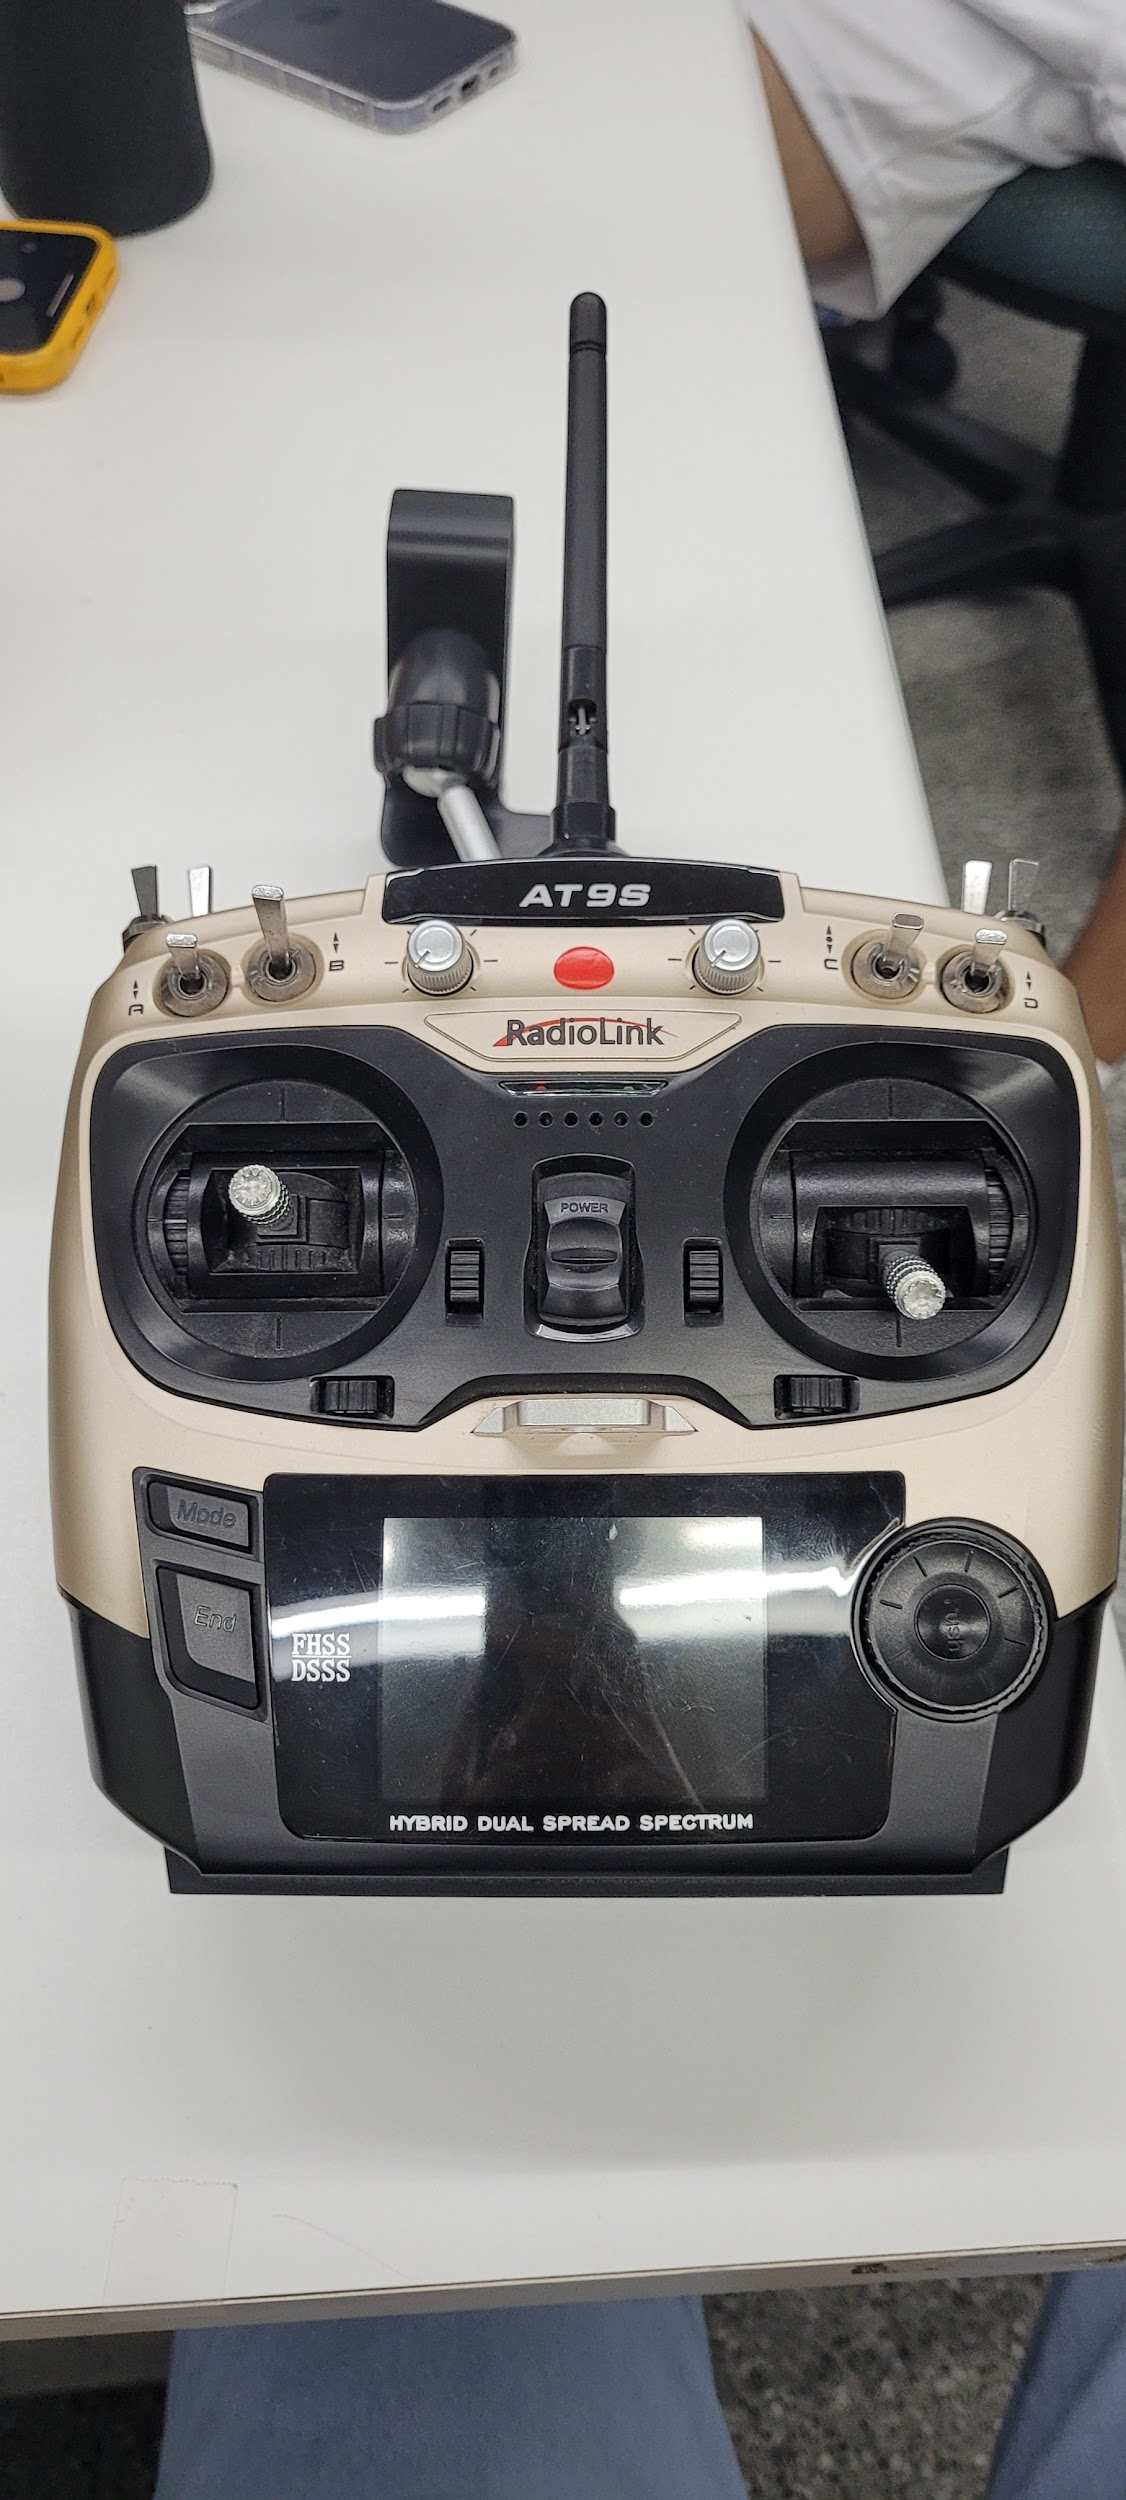 AT9S
B
C
A
D
RadioLink
POWER
Mode
End
Push
FHSS
DSSS
HYBRID DUAL SPREAD SPECTRUM